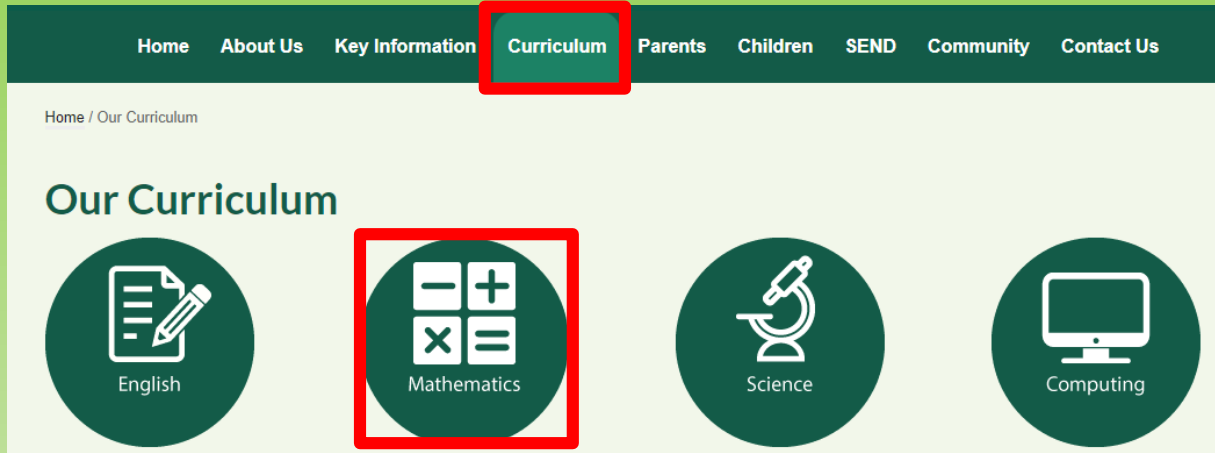 Home About Us Key Information Curriculum Parents Children SEND Community Contact Us
Home / Our Curriculum
Our Curriculum
English Mathematics Science Computing